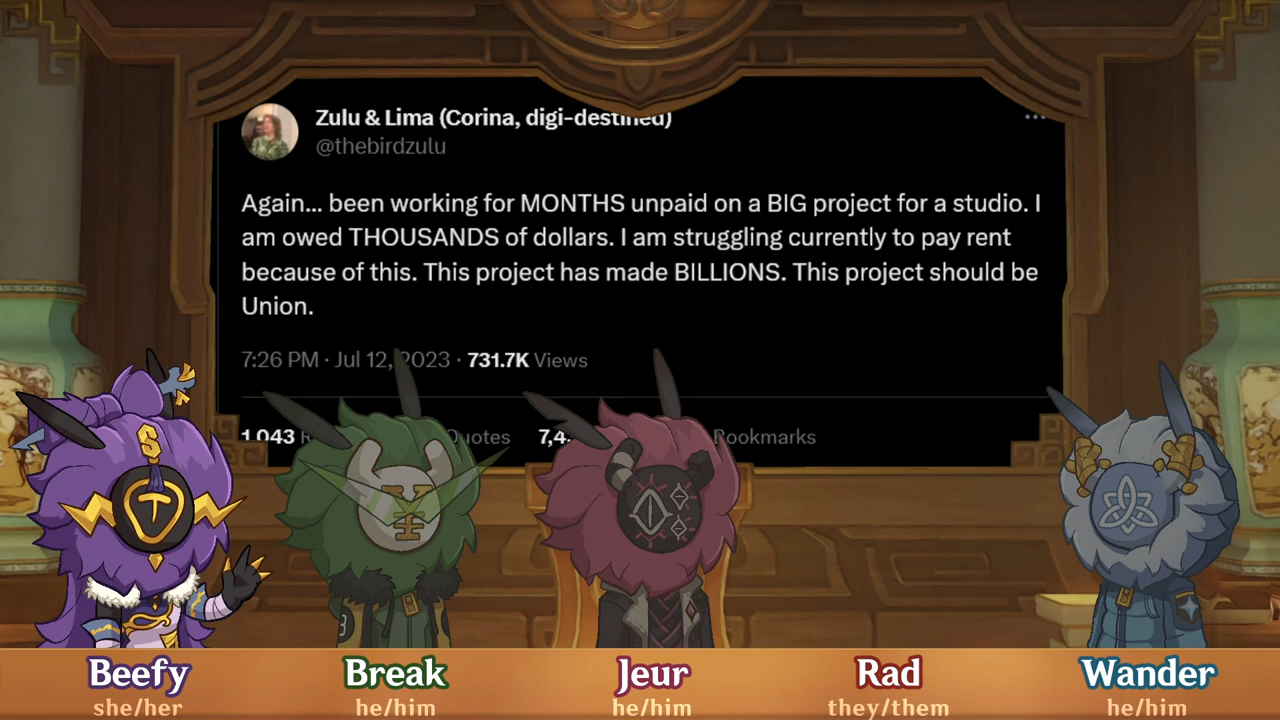 Zulu & Lima (Corina, digi-destined)
@thebirdzulu
Again... been working for MONTHS unpaid on a BIG project for a studio. I
am owed THOUSANDS of dollars. I am struggling currently to pay rent
because of this. This project has made BILLIONS. This project should be
Union.
7:26 PM · Jul 12, 2023 · 731.7K Views
1,043 Quotes 7,4 Bookmarks
Beefy Break Jeur Rad Wander
she/her he/him he/him they/them he/him